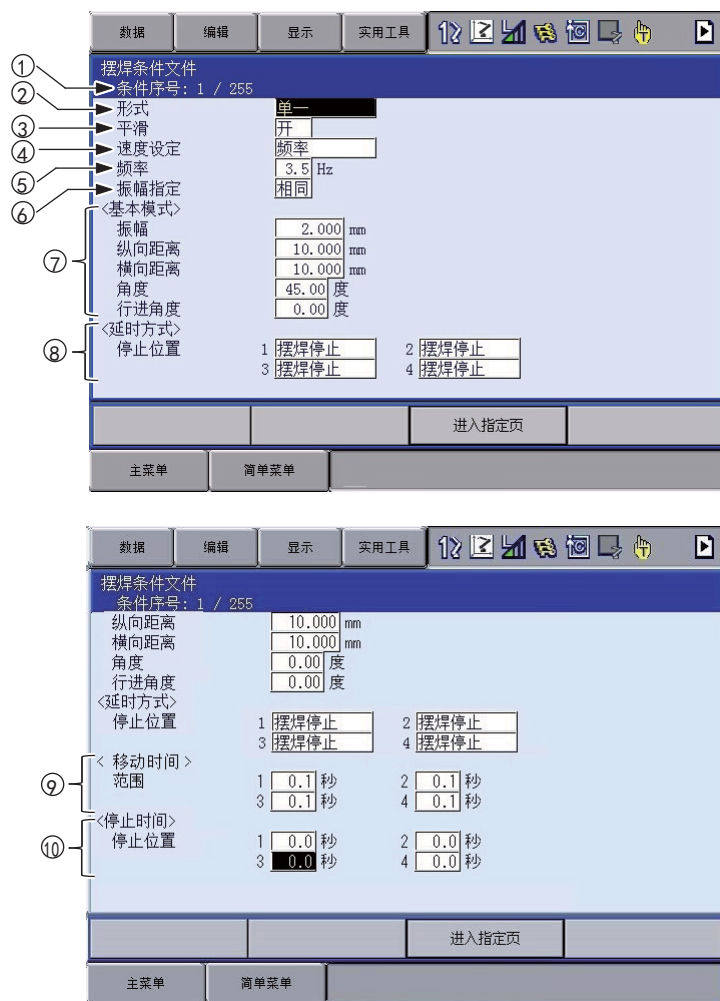 数据 编辑 显示 实用工具
摆焊条件文件
① 条件序号: 1 / 255
② 形式 单一
③ 平滑 开
④ 速度设定 频率
⑤ 频率 3.5 Hz
⑥ 振幅指定 相同
<基本模式>
振幅 2.000 mm
纵向距离 10.000 mm
⑦ 横向距离 10.000 mm
角度 45.00 度
行进角度 0.00 度
<延时方式>
⑧ 停止位置 1 摆焊停止 2 摆焊停止
3 摆焊停止 4 摆焊停止
进入指定页
主菜单 简单菜单
数据 编辑 显示 实用工具
摆焊条件文件
条件序号: 1 / 255
纵向距离 10.000 mm
横向距离 10.000 mm
角度 0.00 度
行进角度 0.00 度
<延时方式>
停止位置 1 摆焊停止 2 摆焊停止
3 摆焊停止 4 摆焊停止
< 移动时间 >
⑨ 范围 1 0.1 秒 2 0.1 秒
3 0.1 秒 4 0.1 秒
<停止时间>
⑩ 停止位置 1 0.0 秒 2 0.0 秒
3 0.0 秒 4 0.0 秒
进入指定页
主菜单 简单菜单